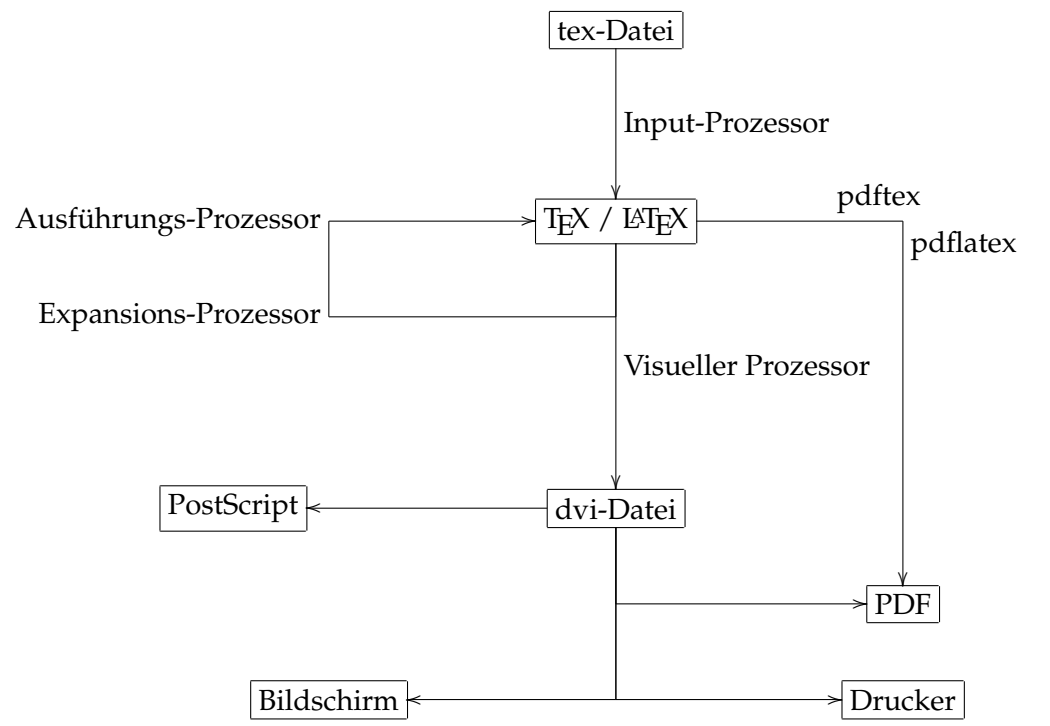 tex-Datei
Input-Prozessor
pdftex
Ausführungs-Prozessor
TEX / LATEX
pdflatex
Expansions-Prozessor
Visueller Prozessor
PostScript
dvi-Datei
PDF
Bildschirm
Drucker